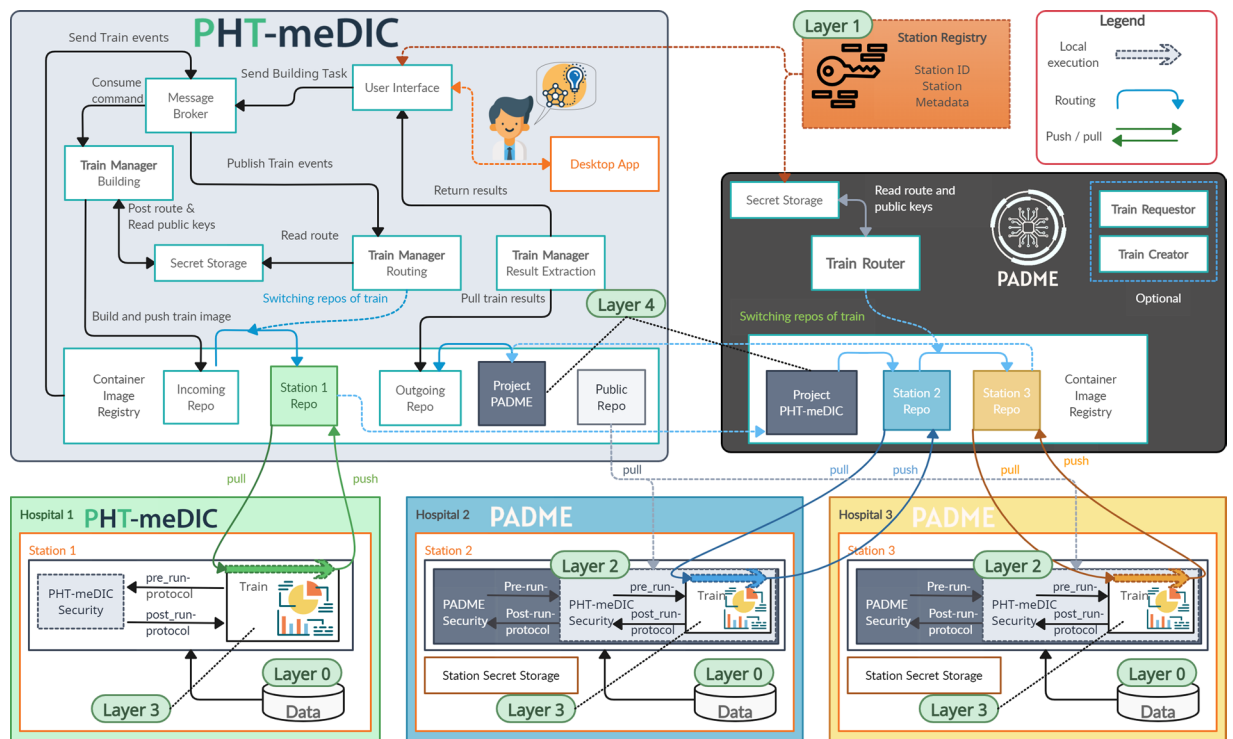 PHT-meDIC
Send Train events
Consume
command
Message
Broker
Send Building Task
User Interface
Desktop App
Train Manager
Building
Publish Train events
Return results
Post route &
Read public keys
Secret Storage
Read route
Train Manager
Routing
Train Manager
Result Extraction
Switching repos of train
Pull train results
Build and push train image
Layer 4
Container
Image
Registry
Incoming
Repo
Station 1
Repo
Outgoing
Repo
Project
PADME
Public
Repo
Layer 1
Station Registry
Station ID
Station
Metadata
Legend
Local
execution
Routing
Push / pull
Secret Storage
Read route and
public keys
Train Router
PADME
Train Requestor
Train Creator
Optional
Switching repos of train
Project
PHT-meDIC
Station 2
Repo
Station 3
Repo
Container
Image
Registry
pull
push
pull
pull
push
pull
push
Hospital 1
PHT-meDIC
Station 1
PHT-meDIC
Security
pre_run-
protocol
post_run-
protocol
Train
Layer 3
Layer 0
Data
Hospital 2
PADME
Station 2
Layer 2
PADME
Security
Pre-run-
Post-run-
protocol
PHT-meDIC
Security
pre_run-
post_run-
protocol
Train
Station Secret Storage
Layer 3
Layer 0
Data
Hospital 3
PADME
Station 3
Layer 2
PADME
Security
Pre-run-
Post-run-
protocol
PHT-meDIC
Security
pre_run-
post_run-
protocol
Train
Station Secret Storage
Layer 3
Layer 0
Data